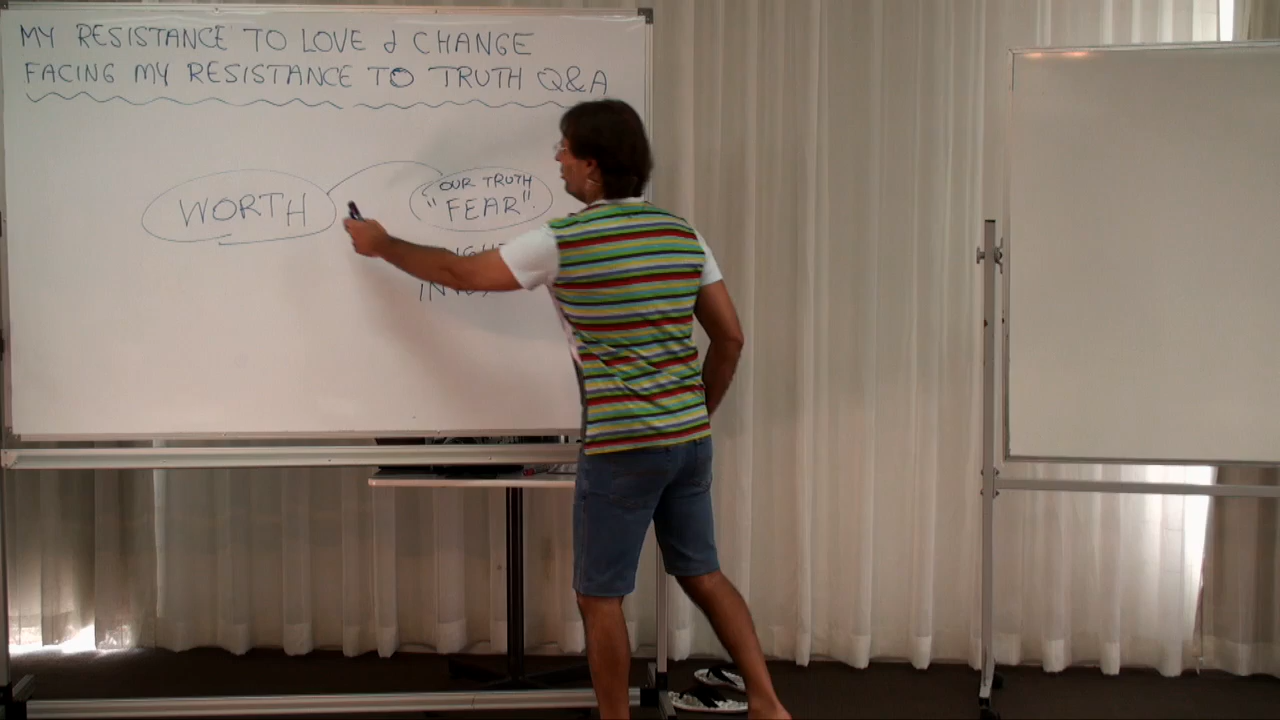 MY RESISTANCE TO LOVE & CHANGE
FACING MY RESISTANCE TO TRUTH Q&A
WORTH
OUR TRUTH
"FEAR"